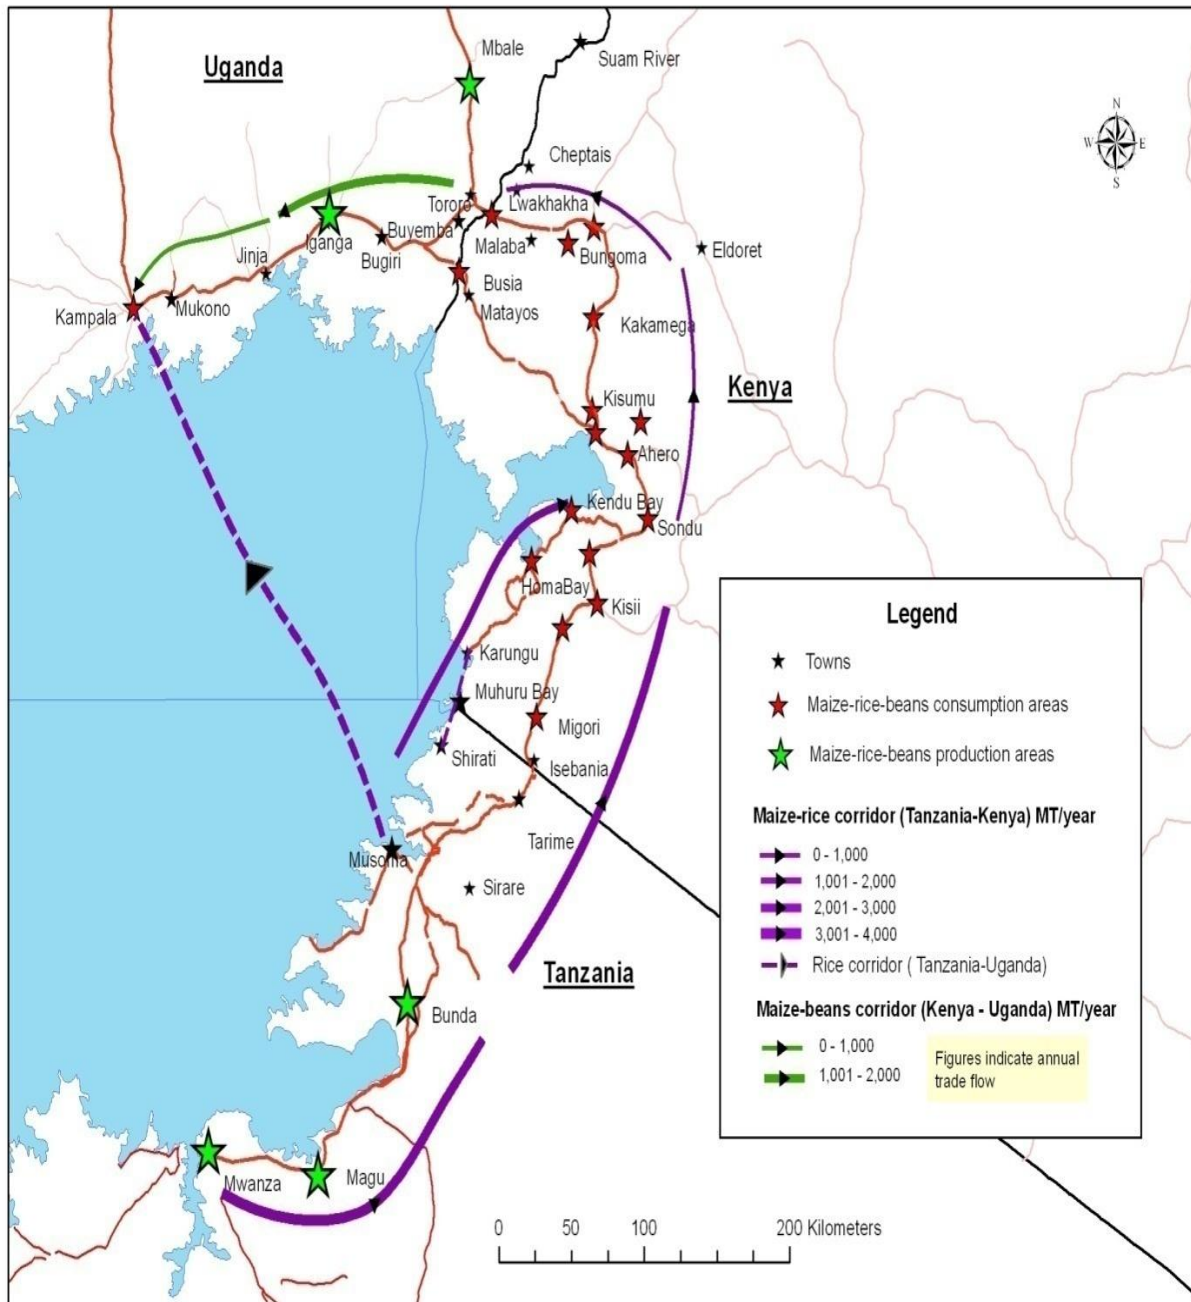 Uganda
Mbale
Suam River
N
W E
S
Cheptais
Tororo
Lwakhakha
Iganga
Buyemba
Malaba
Bungoma
Eldoret
Bugiri
Jinja
Busia
Mukono
Matayos
Kampala
Kakamega
Kenya
Kisumu
Ahero
Kendu Bay
Sondu
HomaBay
Kisii
Karungu
Muhuru Bay
Migori
Shirati
Isebania
Tarime
Musoma
Sirare
Tanzania
Bunda
Mwanza
Magu
Legend
Towns
Maize-rice-beans consumption areas
Maize-rice-beans production areas
Maize-rice corridor (Tanzania-Kenya) MT/year
0 - 1,000
1,001 - 2,000
2,001 - 3,000
3,001 - 4,000
Rice corridor ( Tanzania-Uganda)
Maize-beans corridor (Kenya - Uganda) MT/year
0 - 1,000
1,001 - 2,000
Figures indicate annual
trade flow
0 50 100 200 Kilometers